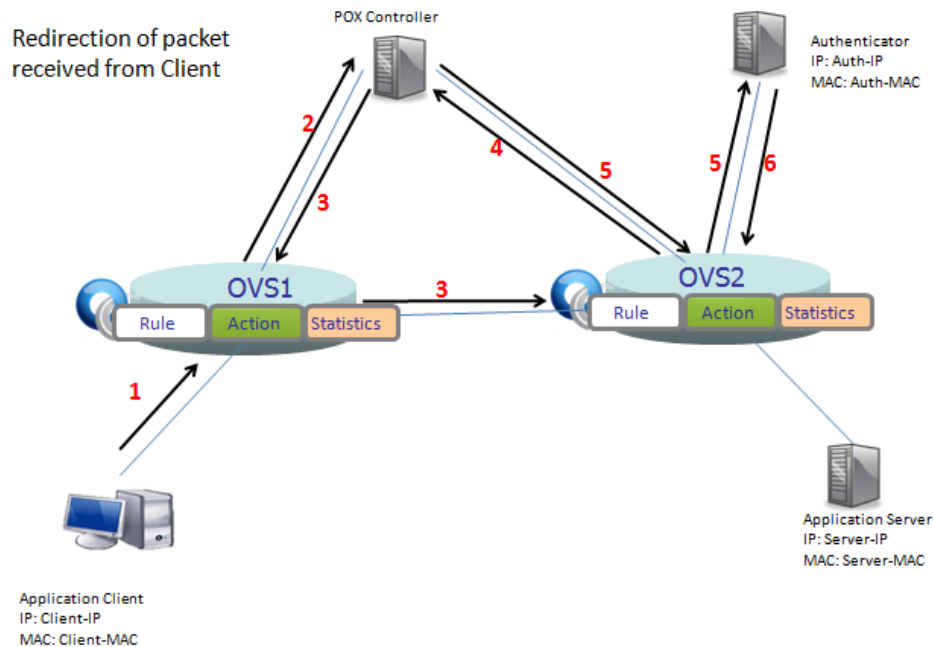 Redirection of packet
received from Client
POX Controller
Authenticator
IP: Auth-IP
MAC: Auth-MAC
2
3
4
5
5
6
OVS1
Rule
Action
Statistics
3
OVS2
Rule
Action
Statistics
1
Application Server
IP: Server-IP
MAC: Server-MAC
Application Client
IP: Client-IP
MAC: Client-MAC